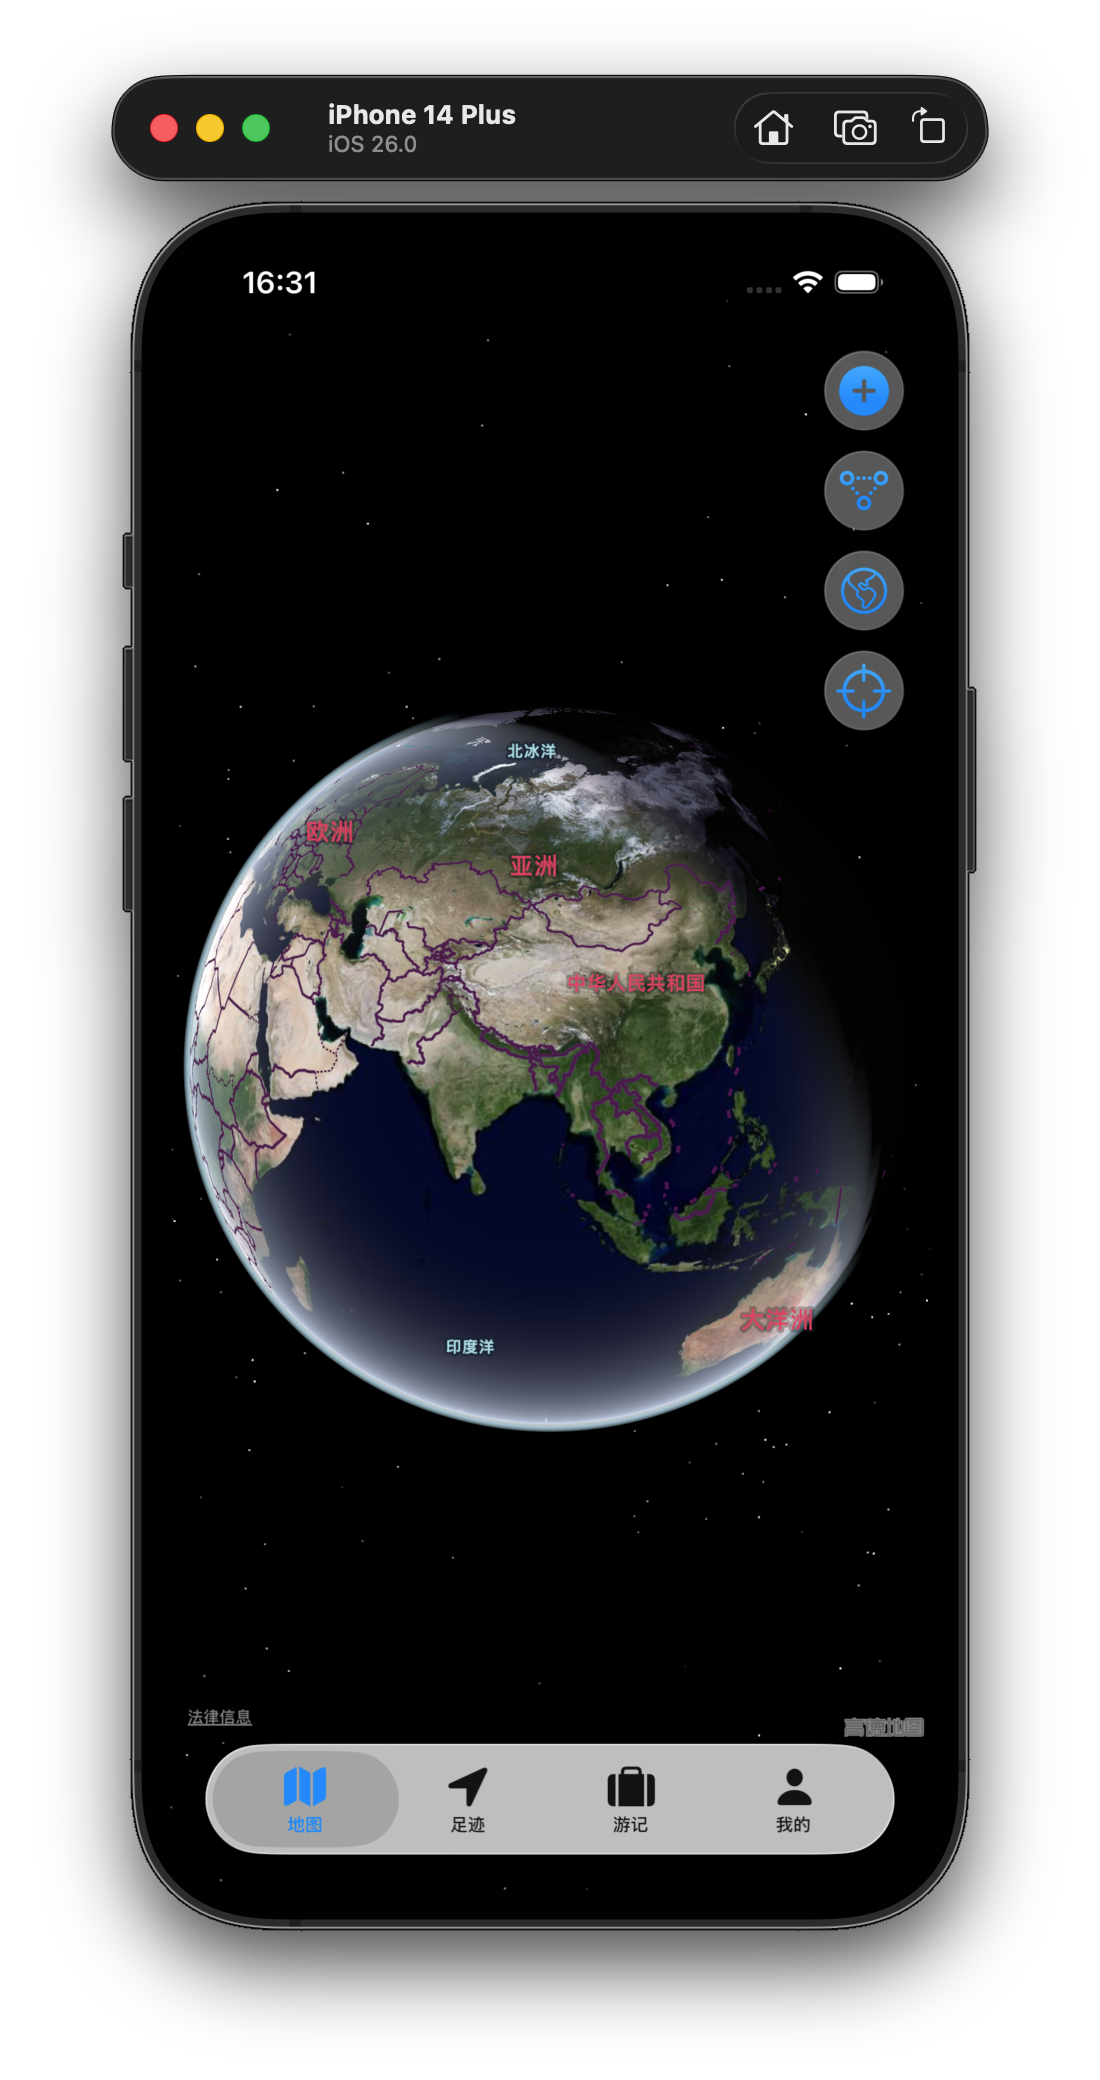 iPhone 14 Plus
iOS 26.0
16:31
北冰洋
欧洲
亚洲
中华人民共和国
大洋洲
印度洋
法律信息
高德地图
地图
足迹
游记
我的